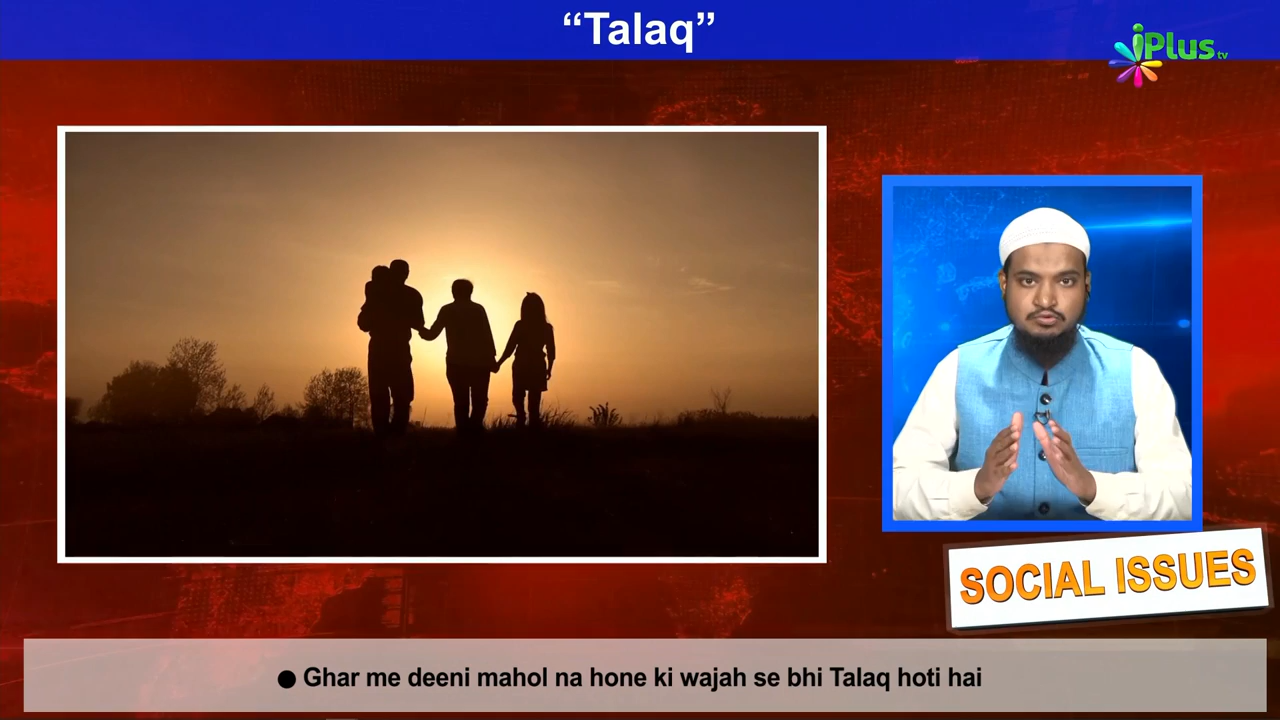 “Talaq”
iPlus tv
SOCIAL ISSUES
● Ghar me deeni mahol na hone ki wajah se bhi Talaq hoti hai